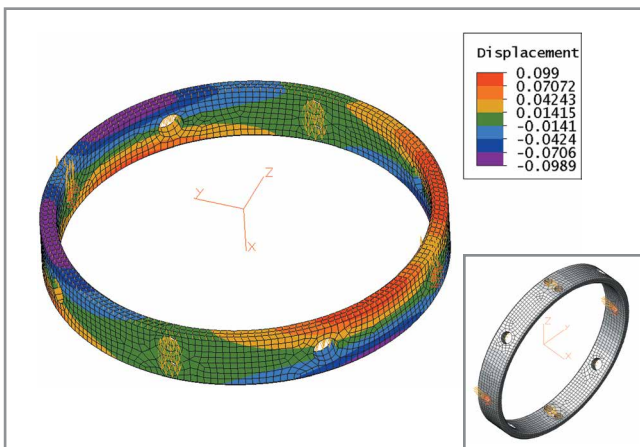 Displacement
0.099
0.07072
0.04243
0.01415
-0.0141
-0.0424
-0.0706
-0.0989
Z
Y
X
Z
Y
X